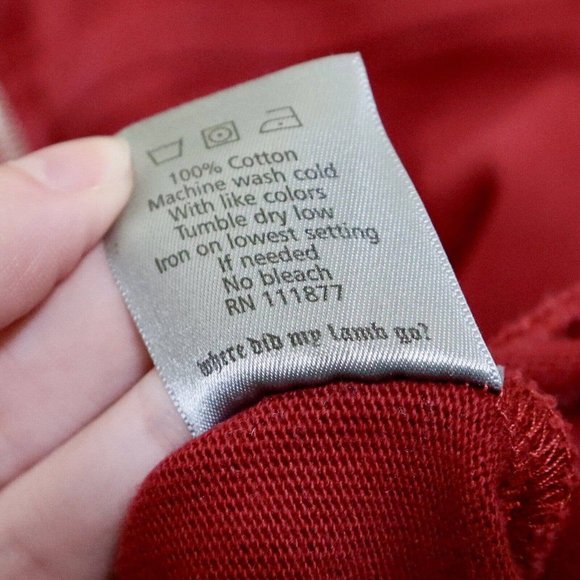 100% Cotton
Machine wash cold
With like colors
Tumble dry low
Iron on lowest setting
If needed
No bleach
RN 111877
where did my lamb go?